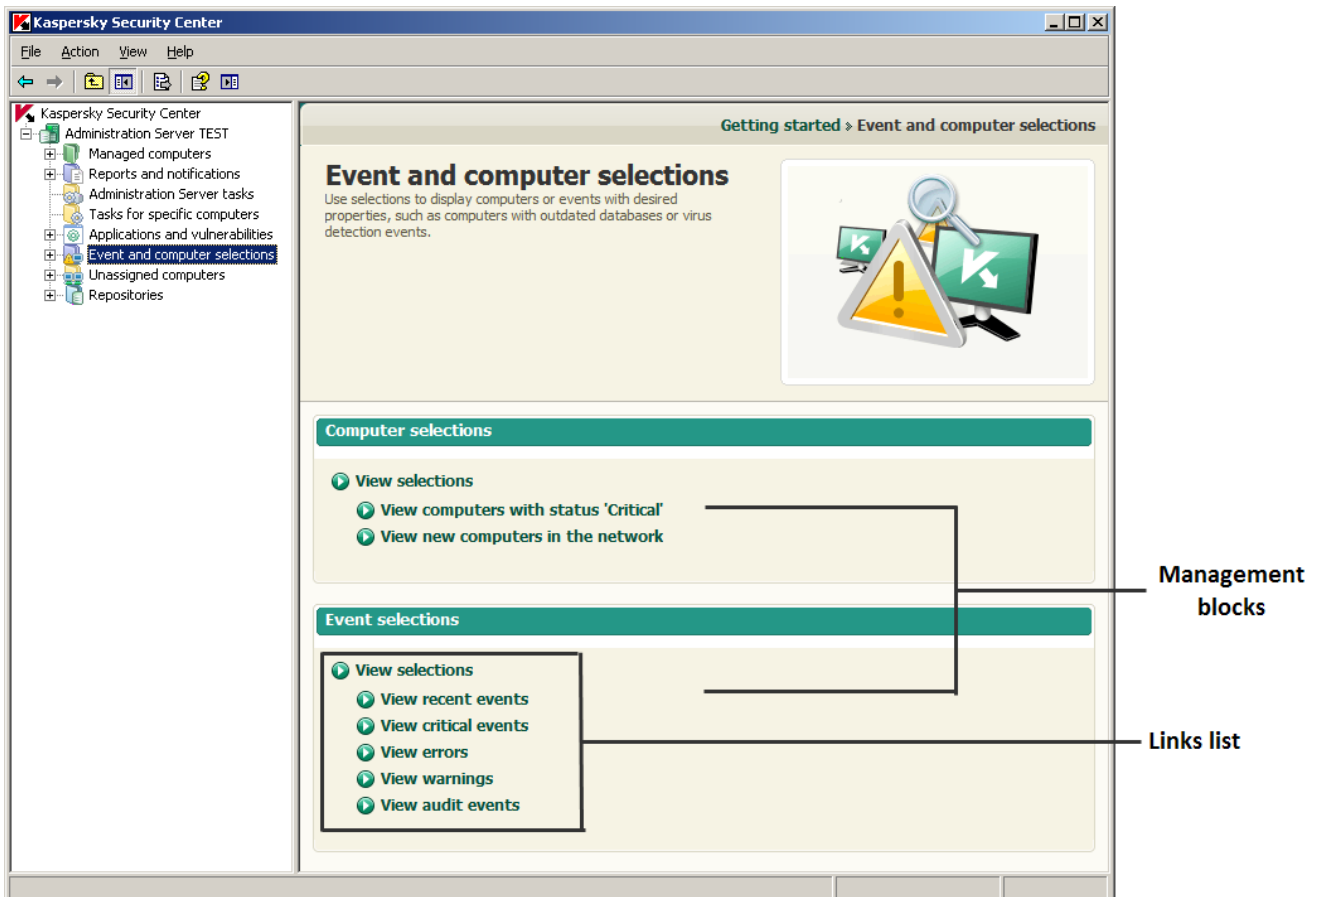 Kaspersky Security Center
File Action View Help
Kaspersky Security Center
Administration Server TEST
Managed computers
Reports and notifications
Administration Server tasks
Tasks for specific computers
Applications and vulnerabilities
Event and computer selections
Unassigned computers
Repositories
Getting started » Event and computer selections
Event and computer selections
Use selections to display computers or events with desired
properties, such as computers with outdated databases or virus
detection events.
Computer selections
View selections
View computers with status 'Critical'
View new computers in the network
Management
blocks
Event selections
View selections
View recent events
View critical events
View errors
View warnings
View audit events
Links list